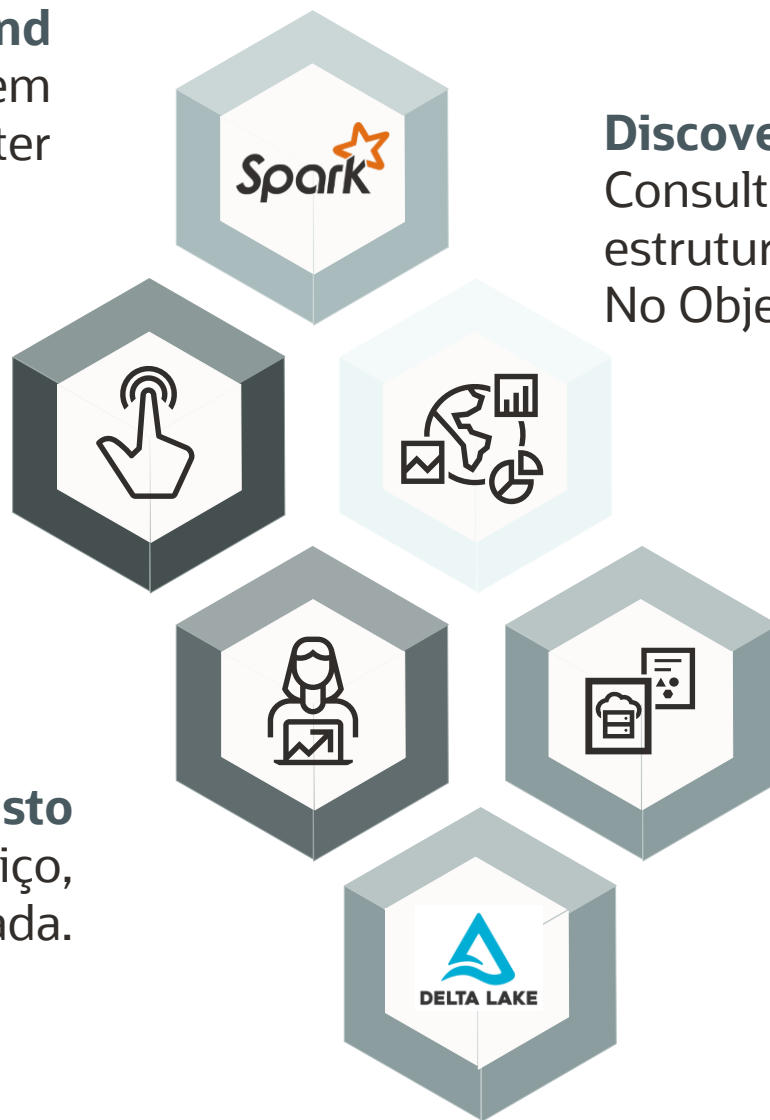 nd
em
ter
Spark
Discove
Consult
estrutur
No Obje
sto
iço,
ada.
DELTA LAKE